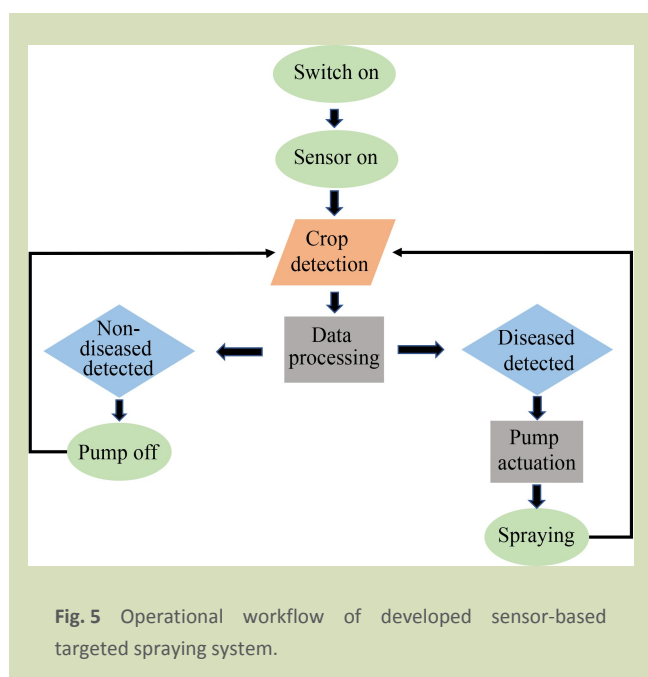 Switch on
Sensor on
Crop
detection
Data
processing
Non-
diseased
detected
Diseased
detected
Pump off
Pump
actuation
Spraying
Fig. 5 Operational workflow of developed sensor-based
targeted spraying system.